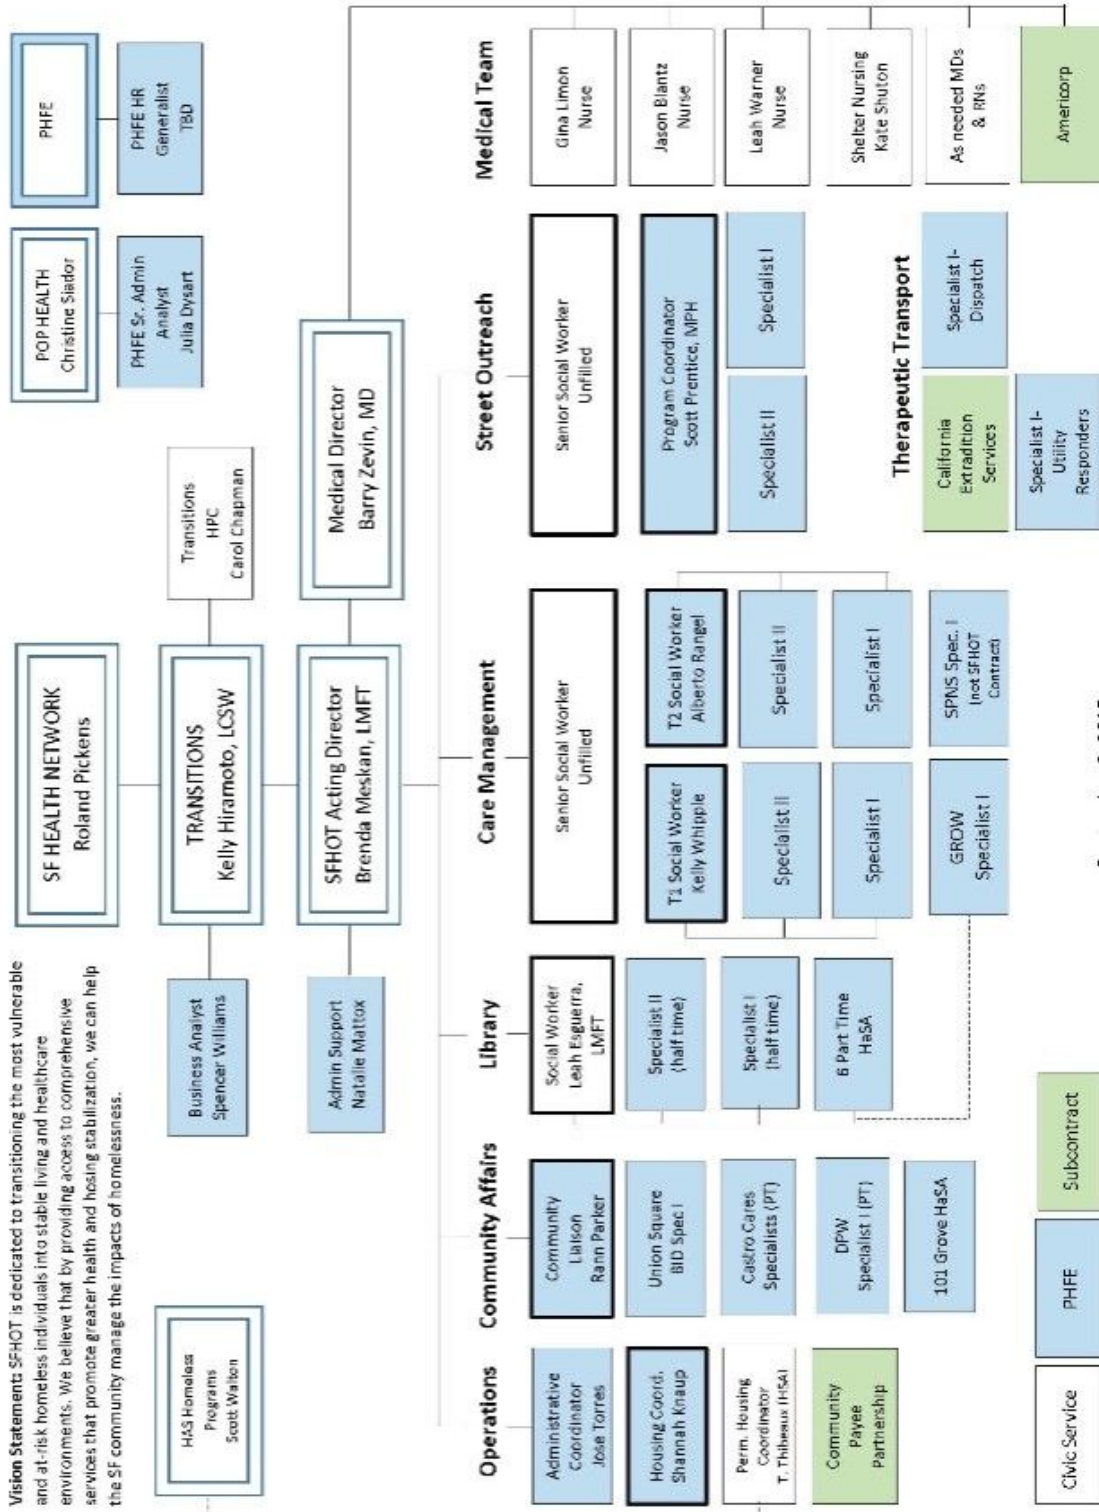 Vision Statement: SFHOT is dedicated to transitioning the most vulnerable
and at-risk homeless individuals into stable living and healthcare
enviroments. We believe that by providing access to comprehensive
services that promote greater health and hosing stabilization, we can help
the SF community manage the impacts of homelessness.
SF HEALTH NETWORK
Roland Pickens
POP HEALTH
Christine Siador
PHFE
PHFE Sr. Admin
Analyst
Julia Dysart
PHFE HR
Generalist
TBD
HAS Homeless
Programs
Scott Walton
Business Analyst
Spencer Williams
TRANSITIONS
Kelly Hiramoto, LCSW
Transitions
HPC
Carol Chapman
Admin Support
Natalie Mattox
SFHOT Acting Director
Brenda Meskan, LMFT
Medical Director
Barry Zevin, MD
Operations
Administrative
Coordinator
Jose Torres
Housing Coord.
Shannah Knaup
Perm. Housing
Coordinator
T. Thibeaux (HSA)
Community
Payee
Partnership
Community Affairs
Community
Liaison
Rann Parker
Union Square
BID Spec I
Castro Cares
Specialists (PT)
DPW
Specialist I (PT)
101 Grove HaSA
Library
Social Worker
Leah Esguerra,
LMFT
Specialist II
(half time)
Specialist I
(half time)
6 Part Time
HaSA
Care Management
Senior Social Worker
Unfilled
T1 Social Worker
Kelly Whipple
T2 Social Worker
Alberto Rangel
Specialist II
Specialist II
Specialist I
Specialist I
GROW
Specialist I
SPNS Spec. I
(not SFHOT
Contract)
Street Outreach
Senior Social Worker
Unfilled
Program Coordinator
Scott Prentice, MPH
Specialist II
Specialist I
Therapeutic Transport
California
Extradition
Services
Specialist I-
Dispatch
Specialist I-
Utility
Responders
Medical Team
Gina Limon
Nurse
Jason Blantz
Nurse
Leah Warner
Nurse
Shelter Nursing
Kate Shuton
As needed MDs
& RNs
Americorp
Civic Service
PHFE
Subcontract